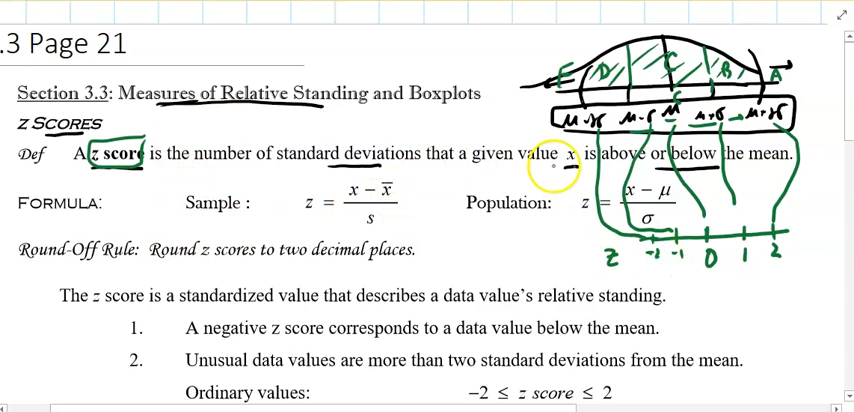 .3 Page 21
F D C B A
Section 3.3: Measures of Relative Standing and Boxplots
μ-2σ μ-σ μ μ+σ → μ+2σ
Z SCORES
Def A z score is the number of standard deviations that a given value x is above or below the mean.
FORMULA: Sample : z = (x − x̄) / s Population: z = (x − μ) / σ
Round-Off Rule: Round z scores to two decimal places.
Z -2 -1 0 1 2
The z score is a standardized value that describes a data value's relative standing.
1. A negative z score corresponds to a data value below the mean.
2. Unusual data values are more than two standard deviations from the mean.
Ordinary values: −2 ≤ z score ≤ 2